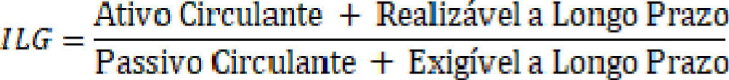 Ativo Circulante + Realizável a Longo Prazo
ILG =
Passivo Circulante + Exigível a Longo Prazo